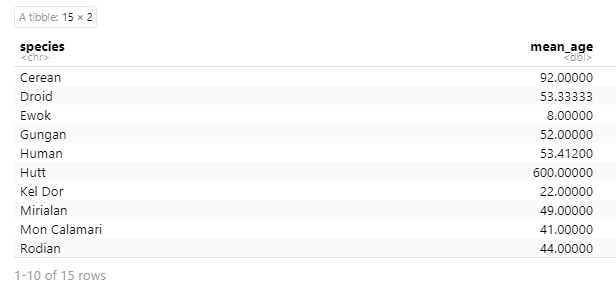 A tibble: 15 × 2
species mean_age
<chr> <dbl>
Cerean 92.00000
Droid 53.33333
Ewok 8.00000
Gungan 52.00000
Human 53.41200
Hutt 600.00000
Kel Dor 22.00000
Mirialan 49.00000
Mon Calamari 41.00000
Rodian 44.00000
1-10 of 15 rows